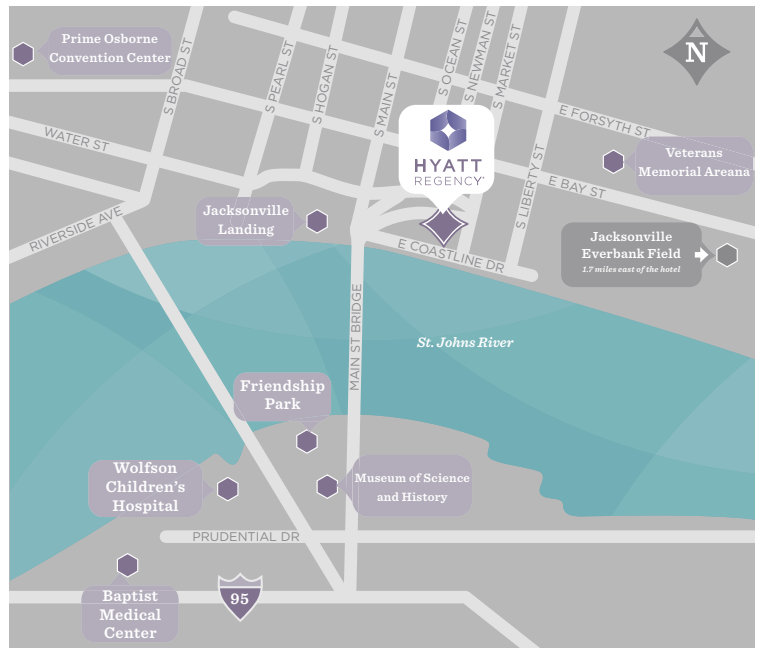 Prime Osborne
Convention Center
S BROAD ST
S PEARL ST
S HOGAN ST
S MAIN ST
S OCEAN ST
S NEWMAN ST
S MARKET ST
N
E FORSYTH ST
WATER ST
HYATT
REGENCY
Veterans
Memorial Areana
E BAY ST
S LIBERTY ST
RIVERSIDE AVE
Jacksonville
Landing
E COASTLINE DR
Jacksonville
Everbank Field
1.7 miles east of the hotel
MAIN ST BRIDGE
St. Johns River
Friendship
Park
Wolfson
Children's
Hospital
Museum of Science
and History
PRUDENTIAL DR
Baptist
Medical
Center
95